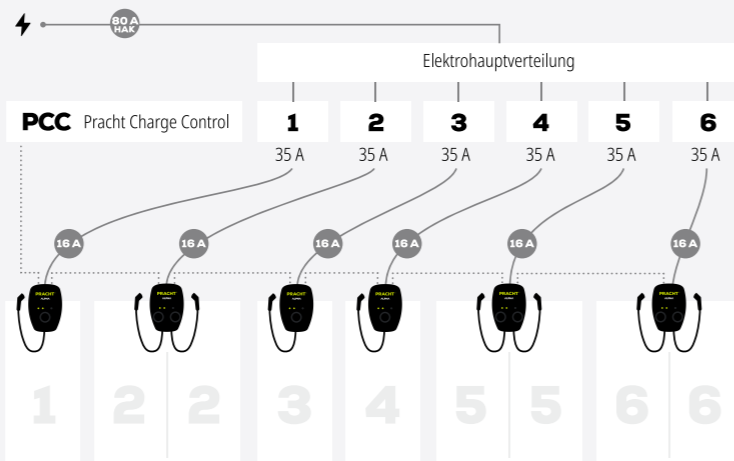 80 A
HAK
Elektrohauptverteilung
PCC Pracht Charge Control
1 2 3 4 5 6
35 A 35 A 35 A 35 A 35 A 35 A
16 A 16 A 16 A 16 A 16 A 16 A
PRACHT PRACHT PRACHT PRACHT PRACHT PRACHT
1 2 2 3 4 5 5 6 6